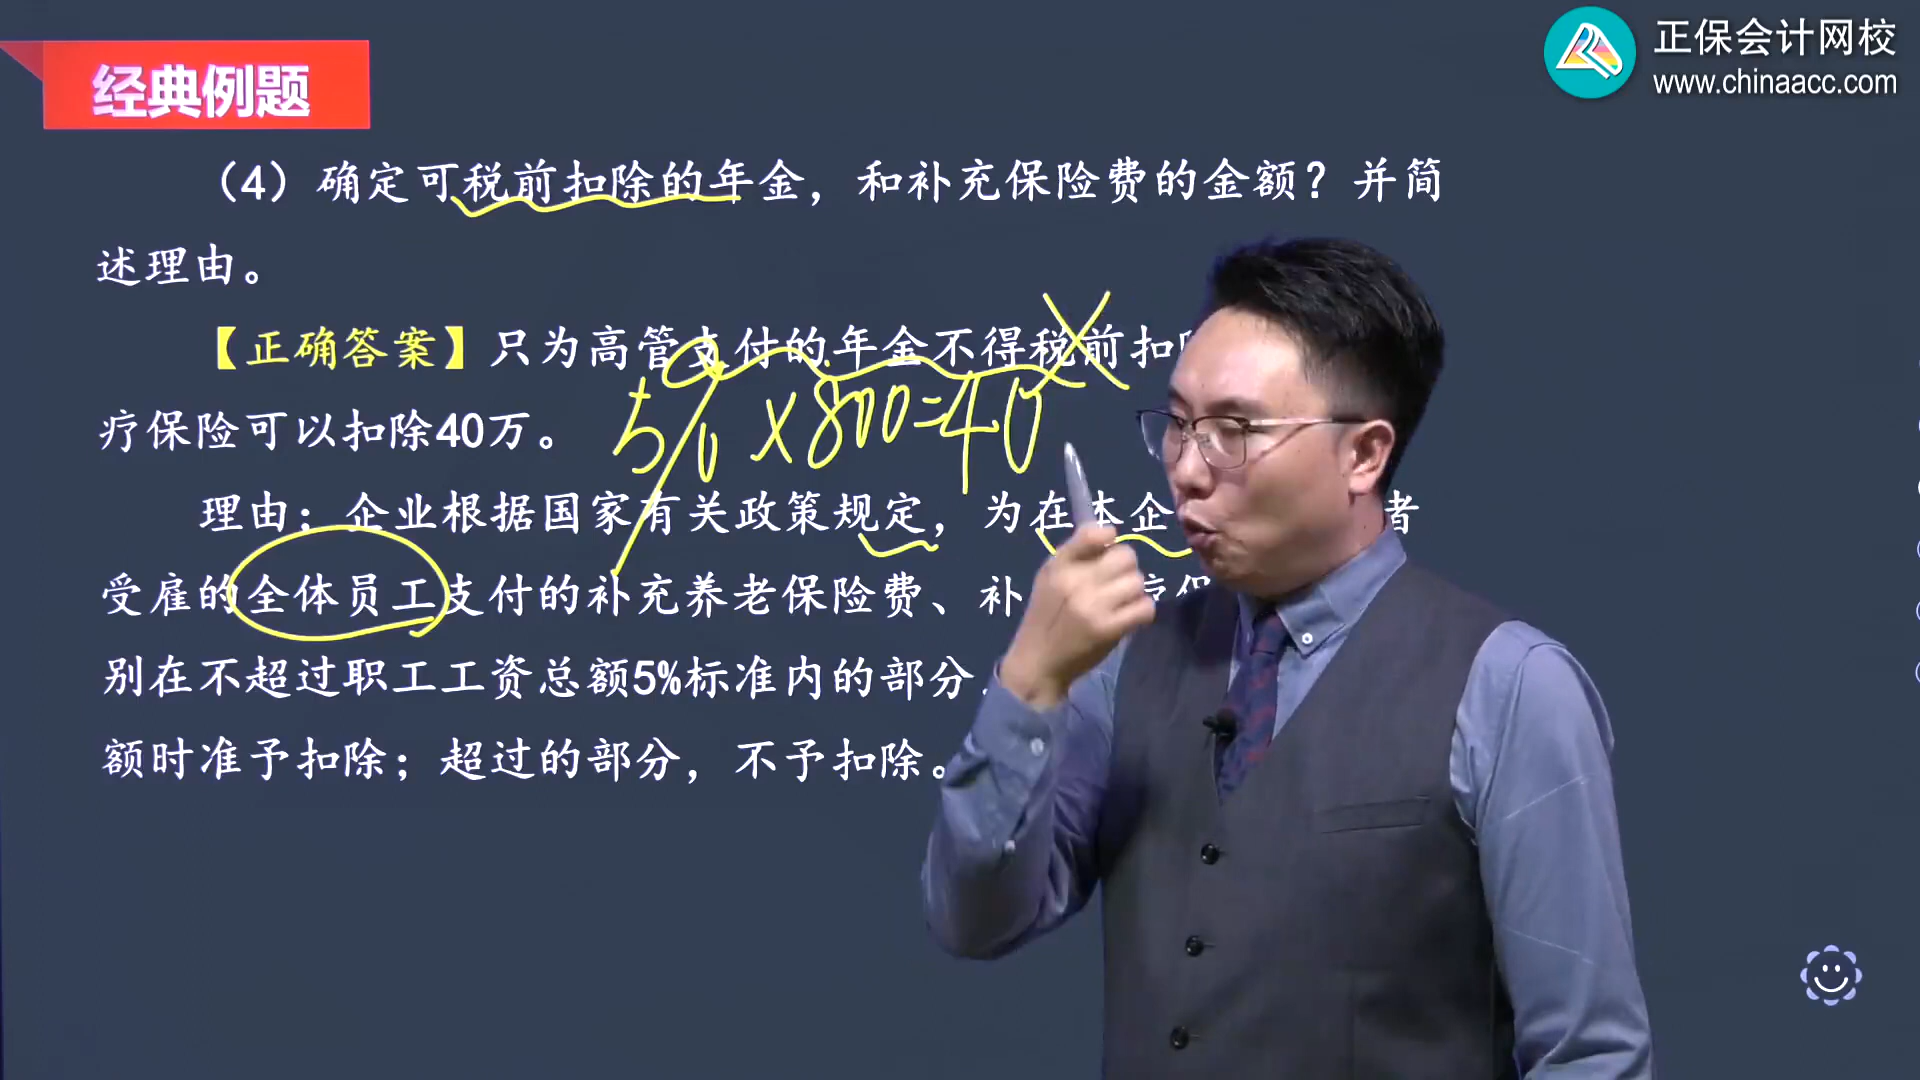 正保会计网校
www.chinaacc.com
经典例题
（4）确定可税前扣除的年金，和补充保险费的金额？并简
述理由。
【正确答案】只为高管支付的年金不得税前扣
疗保险可以扣除40万。
5% × 800 = 40
理由：企业根据国家有关政策规定，为在本企 者
受雇的全体员工支付的补充养老保险费、补
别在不超过职工工资总额5%标准内的部分
额时准予扣除；超过的部分，不予扣除。